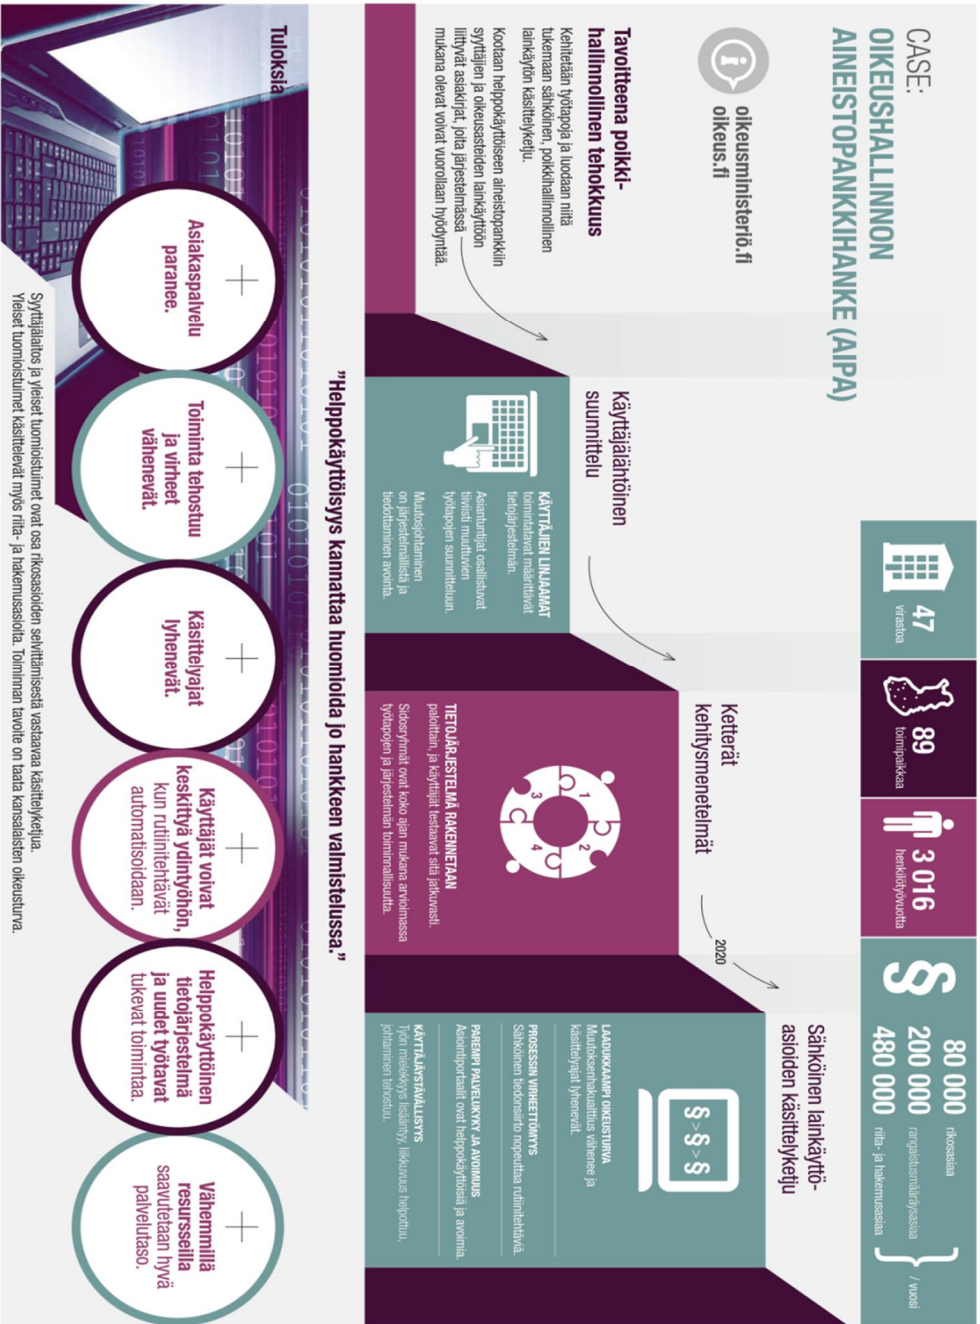 CASE:
OIKEUSHALLINNON
AINEISTOPANKKIHANKE (AIPA)
47
virastoa
89
toimipaikkaa
3 016
henkilötyövuotta
§
80 000
rikosasiaa
200 000
rangaistusmääräysasiaa
480 000
riita- ja hakemusasiaa
/ vuosi
oikeusministeriö.fi
oikeus.fi
Tavoitteena poikki-
hallinnollinen tehokkuus
Kehitetään työtapoja ja luodaan niitä
tukemaan sähköinen, poikkihallinnollinen
lainkäytön käsittelyketju.
Kootaan helppokäyttöiseen aineistopankkiin
syyttäjien ja oikeusasteiden lainkäyttöön
liittyvät asiakirjat, joita järjestelmässä
mukana olevat voivat vuorollaan hyödyntää.
Käyttäjälähtöinen
suunnittelu
KÄYTTÄJIEN LINJAAMAT
toimintatavat määrittävät
tietojärjestelmän.
Asiantuntijat osallistuvat
tiiviisti muuttuvien
työtapojen suunnitteluun.
Muutosjohtaminen
on järjestelmällistä ja
tiedottaminen avointa.
Ketterät
kehitysmenetelmät
1
2
3
4
TIETOJÄRJESTELMÄ RAKENNETAAN
paloittain, ja käyttäjät testaavat sitä jatkuvasti.
Sidosryhmät ovat koko ajan mukana arvioimassa
työtapojen ja järjestelmän toiminnallisuutta.
2020
Sähköinen lainkäyttö-
asioiden käsittelyketju
§>§>§
LAADUKKAAMPI OIKEUSTURVA
Muutoksenhakualttius vähenee ja
käsittelyajat lyhenevät.
PROSESSIN VIRHEETTÖMYYS
Sähköinen tiedonsiirto nopeuttaa rutiinitehtäviä.
PAREMPI PALVELUKYKY JA AVOIMUUS
Asiointiportaalit ovat helppokäyttöisiä ja avoimia.
KÄYTTÄJÄYSTÄVÄLLISYYS
Työn mielekkyys lisääntyy, liikkuvuus helpottuu,
johtaminen tehostuu.
”Helppokäyttöisyys kannattaa huomioida jo hankkeen valmistelussa.”
Tuloksia
+
Asiakaspalvelu
paranee.
+
Toiminta tehostuu
ja virheet
vähenevät.
+
Käsittelyajat
lyhenevät.
+
Käyttäjät voivat
keskittyä ydintyöhön,
kun rutiinitehtävät
automatisoidaan.
+
Helppokäyttöinen
tietojärjestelmä
ja uudet työtavat
tukevat toimintaa.
+
Vähemmillä
resursseilla
saavutetaan hyvä
palvelutaso.
Syyttäjälaitos ja yleiset tuomioistuimet ovat osa rikosasioiden selvittämisestä vastaavaa käsittelyketjua.
Yleiset tuomioistuimet käsittelevät myös riita- ja hakemusasioita. Toiminnan tavoite on taata kansalaisten oikeusturva.